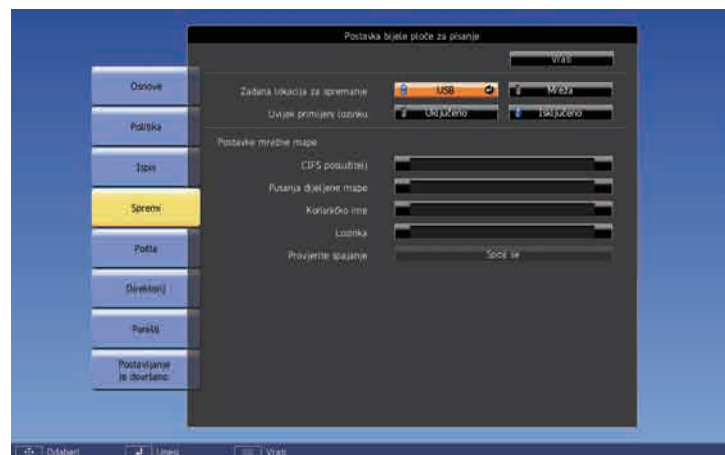 Postavka bijele ploče za pisanje
Vrati
Osnove
Politika
Ispis
Spremi
Pošta
Direktorij
Poništi
Postavljanje
je dovršeno
Zadana lokacija za spremanje
USB
Mreža
Uvijek primijeni lozinku
Uključeno
Isključeno
Postavke mrežne mape
CIFS poslužitelj
Putanja dijeljene mape
Korisničko ime
Lozinka
Provjerite spajanje
Spoji se
Odaberi
Unesi
Vrati